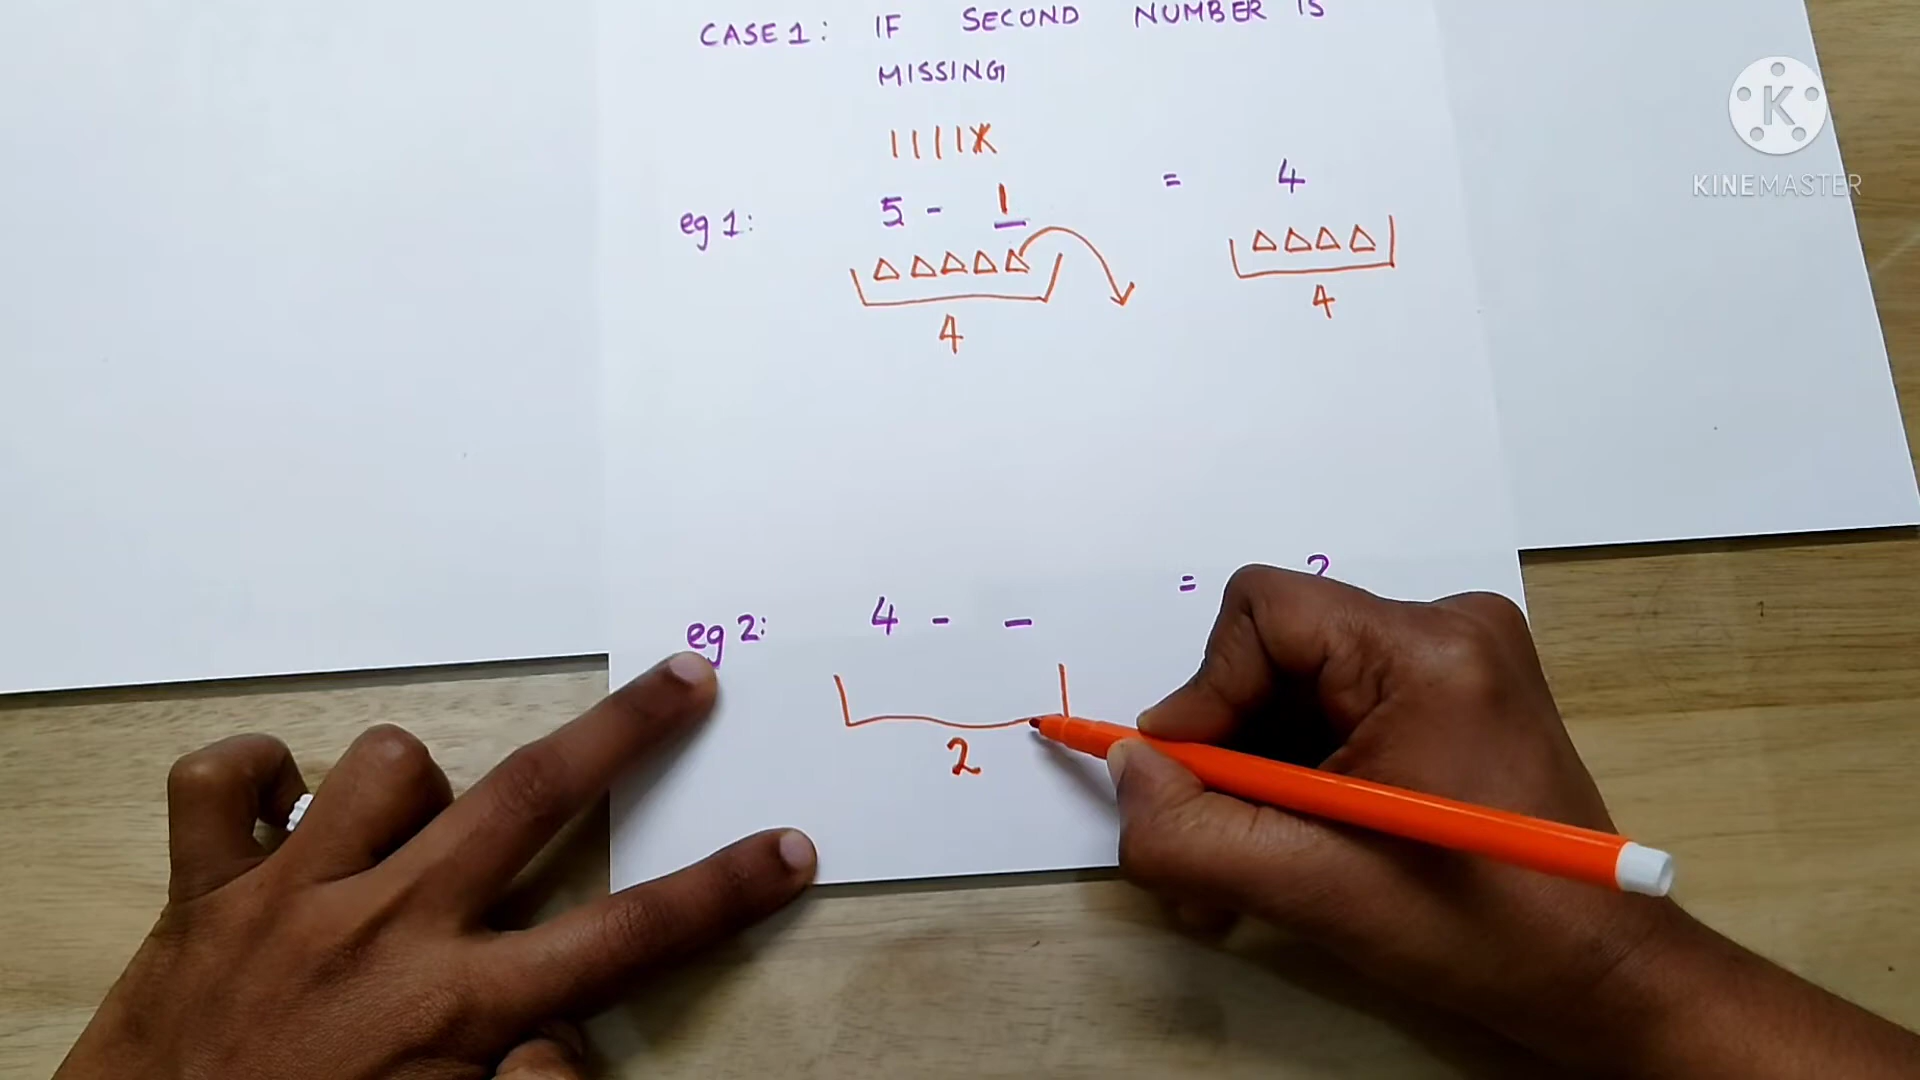 CASE 1: IF SECOND NUMBER IS
MISSING
K
KINEMASTER
eg 1: 5 - 1 = 4
4
4
eg 2: 4 - _ = 2
2